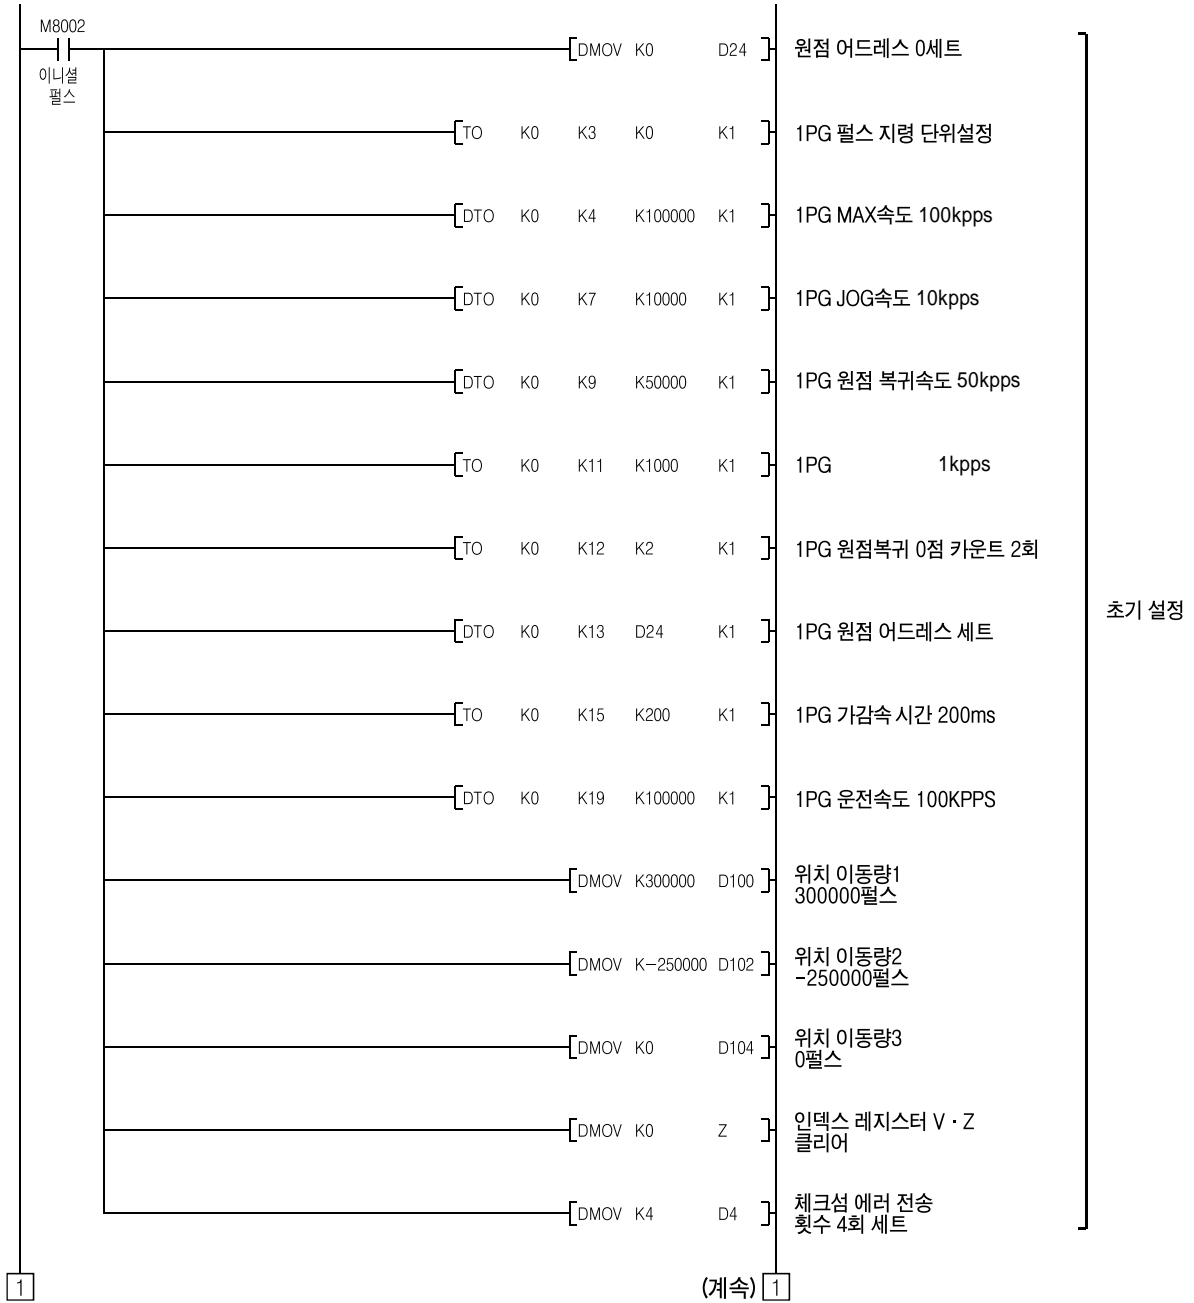 M8002
이니셜
펄스
DMOV K0 D24 원점 어드레스 0세트
TO K0 K3 K0 K1 1PG 펄스 지령 단위설정
DTO K0 K4 K100000 K1 1PG MAX속도 100kpps
DTO K0 K7 K10000 K1 1PG JOG속도 10kpps
DTO K0 K9 K50000 K1 1PG 원점 복귀속도 50kpps
TO K0 K11 K1000 K1 1PG 1kpps
TO K0 K12 K2 K1 1PG 원점복귀 0점 카운트 2회
DTO K0 K13 D24 K1 1PG 원점 어드레스 세트
TO K0 K15 K200 K1 1PG 가감속 시간 200ms
DTO K0 K19 K100000 K1 1PG 운전속도 100KPPS
DMOV K300000 D100 위치 이동량1
300000펄스
DMOV K-250000 D102 위치 이동량2
-250000펄스
DMOV K0 D104 위치 이동량3
0펄스
DMOV K0 Z 인덱스 레지스터 V · Z
클리어
DMOV K4 D4 체크섬 에러 전송
횟수 4회 세트
초기 설정
1 (계속) 1